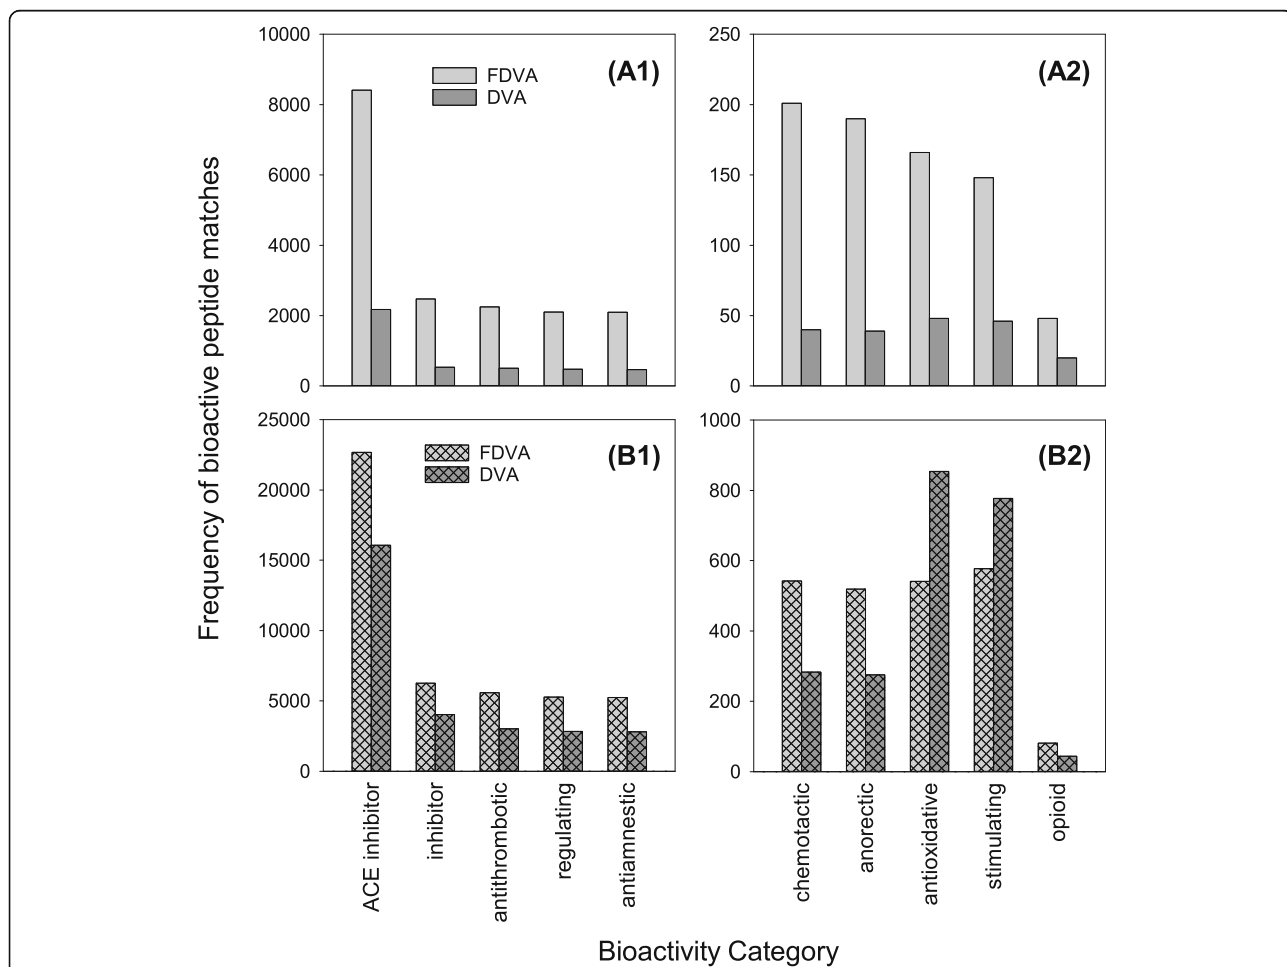 Frequency of bioactive peptide matches
10000
8000
6000
4000
2000
0
FDVA
DVA
(A1)
250
200
150
100
50
0
(A2)
25000
20000
15000
10000
5000
0
FDVA
DVA
(B1)
1000
800
600
400
200
0
(B2)
ACE inhibitor
inhibitor
antithrombotic
regulating
antiamnestic
chemotactic
anorectic
antioxidative
stimulating
opioid
Bioactivity Category